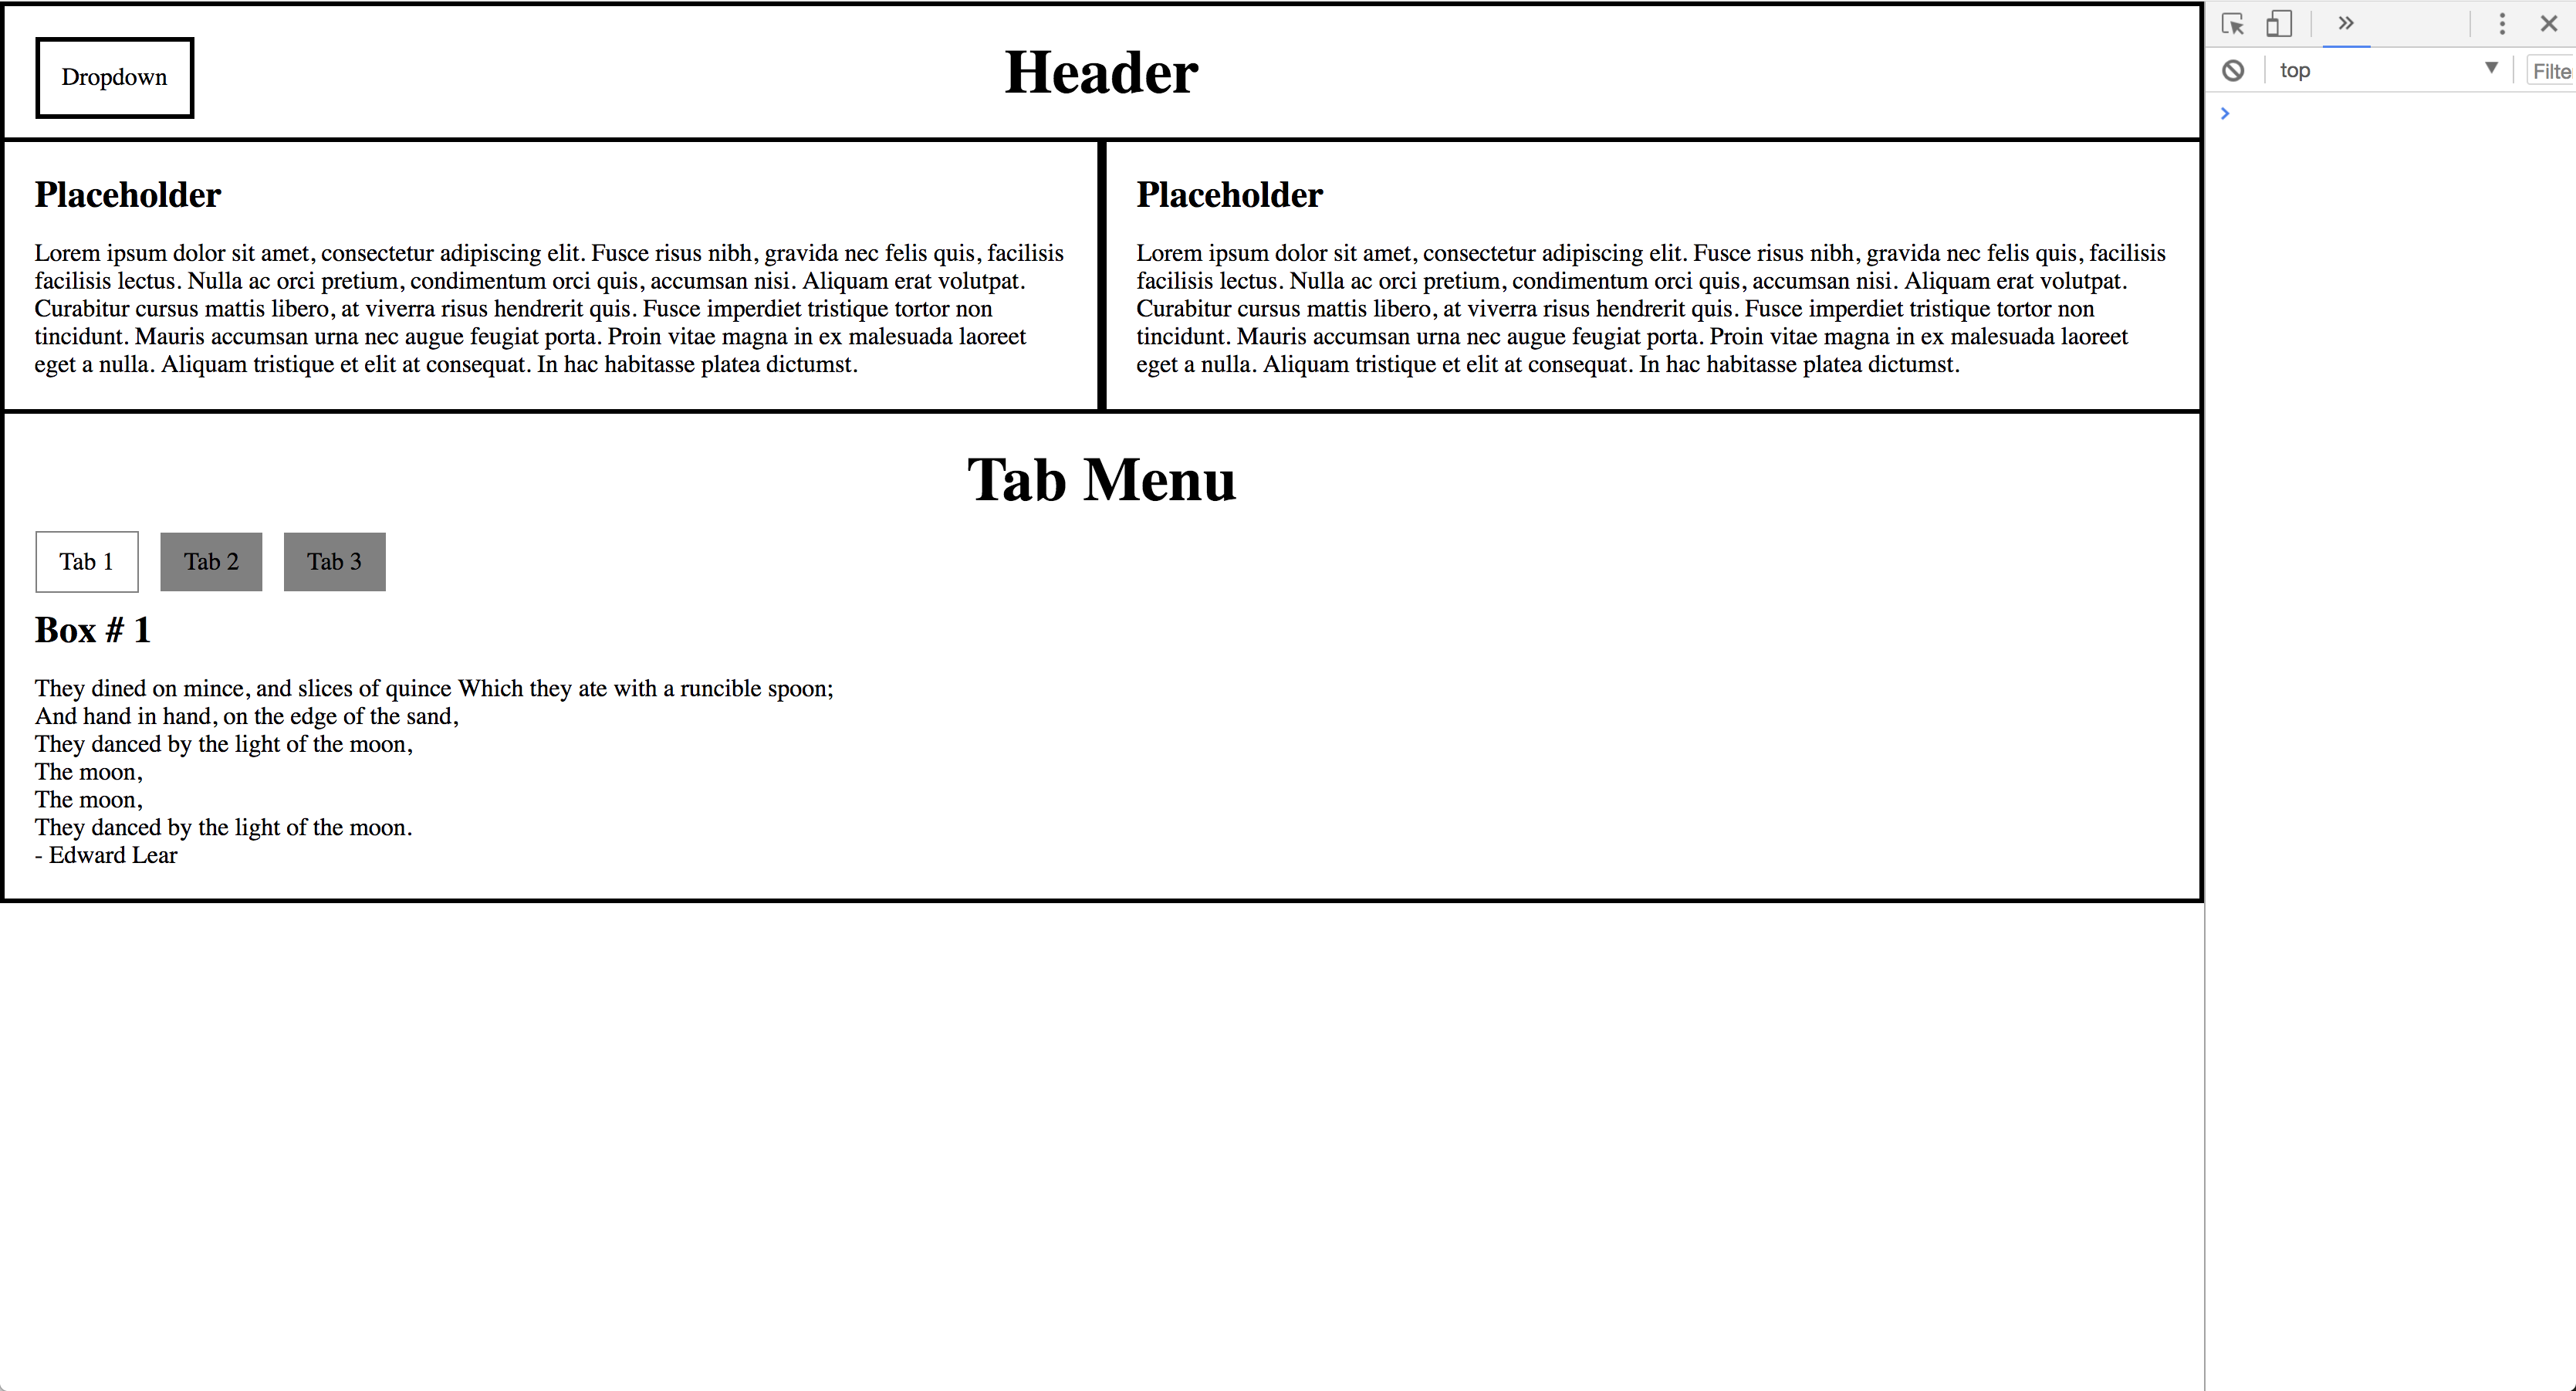 Dropdown
Header
Placeholder
Lorem ipsum dolor sit amet, consectetur adipiscing elit. Fusce risus nibh, gravida nec felis quis, facilisis
facilisis lectus. Nulla ac orci pretium, condimentum orci quis, accumsan nisi. Aliquam erat volutpat.
Curabitur cursus mattis libero, at viverra risus hendrerit quis. Fusce imperdiet tristique tortor non
tincidunt. Mauris accumsan urna nec augue feugiat porta. Proin vitae magna in ex malesuada laoreet
eget a nulla. Aliquam tristique et elit at consequat. In hac habitasse platea dictumst.
Placeholder
Lorem ipsum dolor sit amet, consectetur adipiscing elit. Fusce risus nibh, gravida nec felis quis, facilisis
facilisis lectus. Nulla ac orci pretium, condimentum orci quis, accumsan nisi. Aliquam erat volutpat.
Curabitur cursus mattis libero, at viverra risus hendrerit quis. Fusce imperdiet tristique tortor non
tincidunt. Mauris accumsan urna nec augue feugiat porta. Proin vitae magna in ex malesuada laoreet
eget a nulla. Aliquam tristique et elit at consequat. In hac habitasse platea dictumst.
Tab Menu
Tab 1
Tab 2
Tab 3
Box # 1
They dined on mince, and slices of quince Which they ate with a runcible spoon;
And hand in hand, on the edge of the sand,
They danced by the light of the moon,
The moon,
The moon,
They danced by the light of the moon.
- Edward Lear
top
Filte